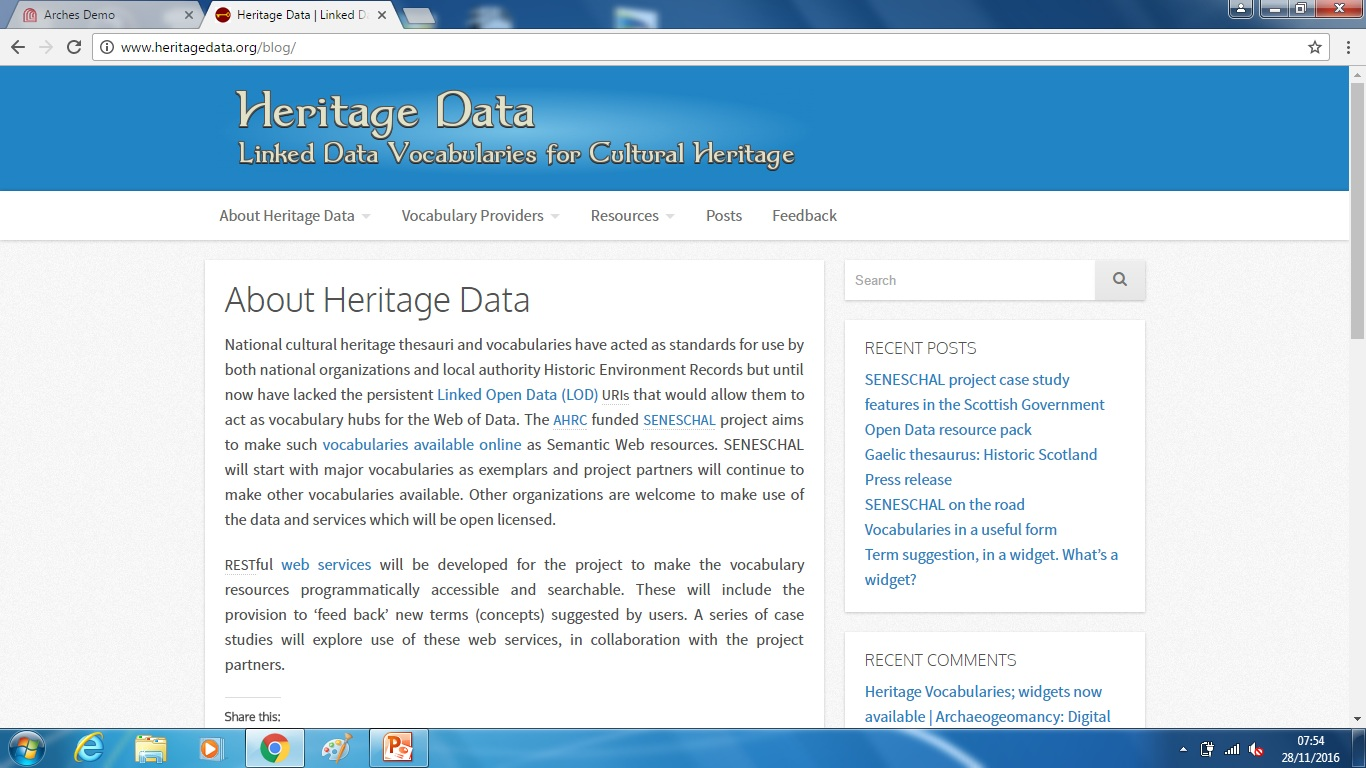 Arches Demo
Heritage Data | Linked Da
www.heritagedata.org/blog/
Heritage Data
Linked Data Vocabularies for Cultural Heritage
About Heritage Data
Vocabulary Providers
Resources
Posts
Feedback
About Heritage Data
National cultural heritage thesauri and vocabularies have acted as standards for use by
both national organizations and local authority Historic Environment Records but until
now have lacked the persistent Linked Open Data (LOD) URIs that would allow them to
act as vocabulary hubs for the Web of Data. The AHRC funded SENESCHAL project aims
to make such vocabularies available online as Semantic Web resources. SENESCHAL
will start with major vocabularies as exemplars and project partners will continue to
make other vocabularies available. Other organizations are welcome to make use of
the data and services which will be open licensed.
RESTful web services will be developed for the project to make the vocabulary
resources programmatically accessible and searchable. These will include the
provision to ‘feed back’ new terms (concepts) suggested by users. A series of case
studies will explore use of these web services, in collaboration with the project
partners.
Share this:
Search
RECENT POSTS
SENESCHAL project case study
features in the Scottish Government
Open Data resource pack
Gaelic thesaurus: Historic Scotland
Press release
SENESCHAL on the road
Vocabularies in a useful form
Term suggestion, in a widget. What’s a
widget?
RECENT COMMENTS
Heritage Vocabularies; widgets now
available | Archaeogeomancy: Digital
07:54
28/11/2016